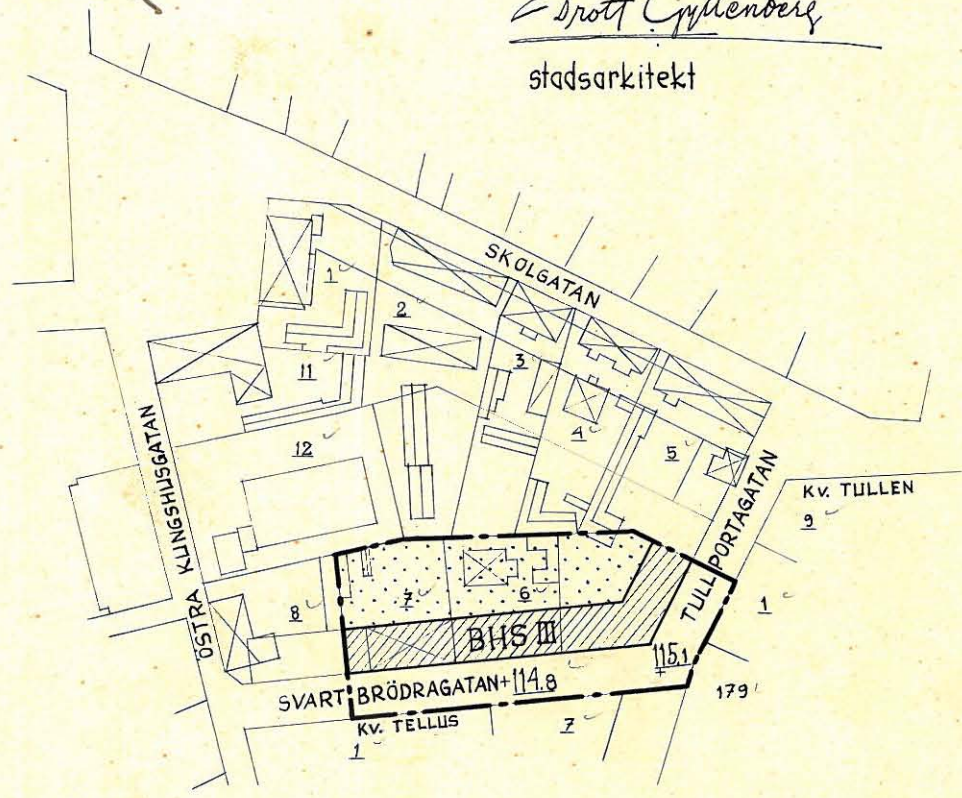 Gyllenberg
stadsarkitekt
SKOLGATAN
1
2
3
11
4
12
5
KV. TULLEN
9
ÖSTRA KUNGSHUSGATAN
TULLPORTAGATAN
7
6
1
8
BHS III
115.1
+
SVARTBRÖDRAGATAN +114.8
179
KV. TELLUS
7
1